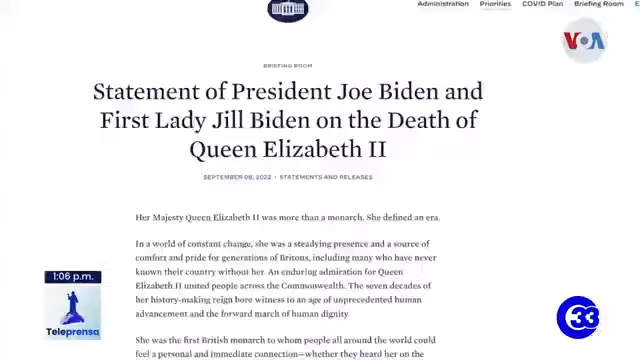 Administration Priorities COVID Plan Briefing Room E
VOA
BRIEFING ROOM
Statement of President Joe Biden and
First Lady Jill Biden on the Death of
Queen Elizabeth II
SEPTEMBER 08, 2022 • STATEMENTS AND RELEASES
Her Majesty Queen Elizabeth II was more than a monarch. She defined an era.
In a world of constant change, she was a steadying presence and a source of
comfort and pride for generations of Britons, including many who have never
known their country without her. An enduring admiration for Queen
Elizabeth II united people across the Commonwealth. The seven decades of
her history-making reign bore witness to an age of unprecedented human
advancement and the forward march of human dignity.
She was the first British monarch to whom people all around the world could
feel a personal and immediate connection—whether they heard her on the
1:06 p.m.
Teleprensa
33